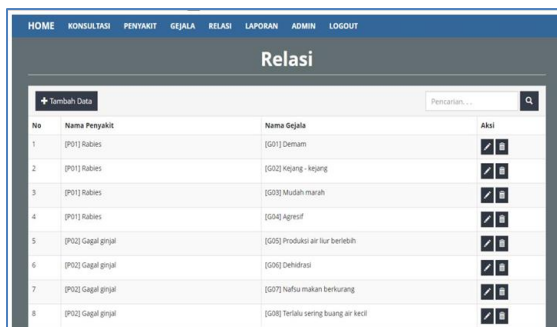 HOME KONSULTASI PENYAKIT GEJALA RELASI LAPORAN ADMIN LOGOUT
Relasi
Tambah Data Pencarian....
No Nama Penyakit Nama Gejala Aksi
1 [P01] Rabies [G01] Demam
2 [P01] Rabies [G02] Kejang - kejang
3 [P01] Rabies [G03] Mudah marah
4 [P01] Rabies [G04] Agresif
5 [P02] Gagal ginjal [G05] Produksi air liur berlebih
6 [P02] Gagal ginjal [G06] Dehidrasi
7 [P02] Gagal ginjal [G07] Nafsu makan berkurang
8 [P02] Gagal ginjal [G08] Terlalu sering buang air kecil